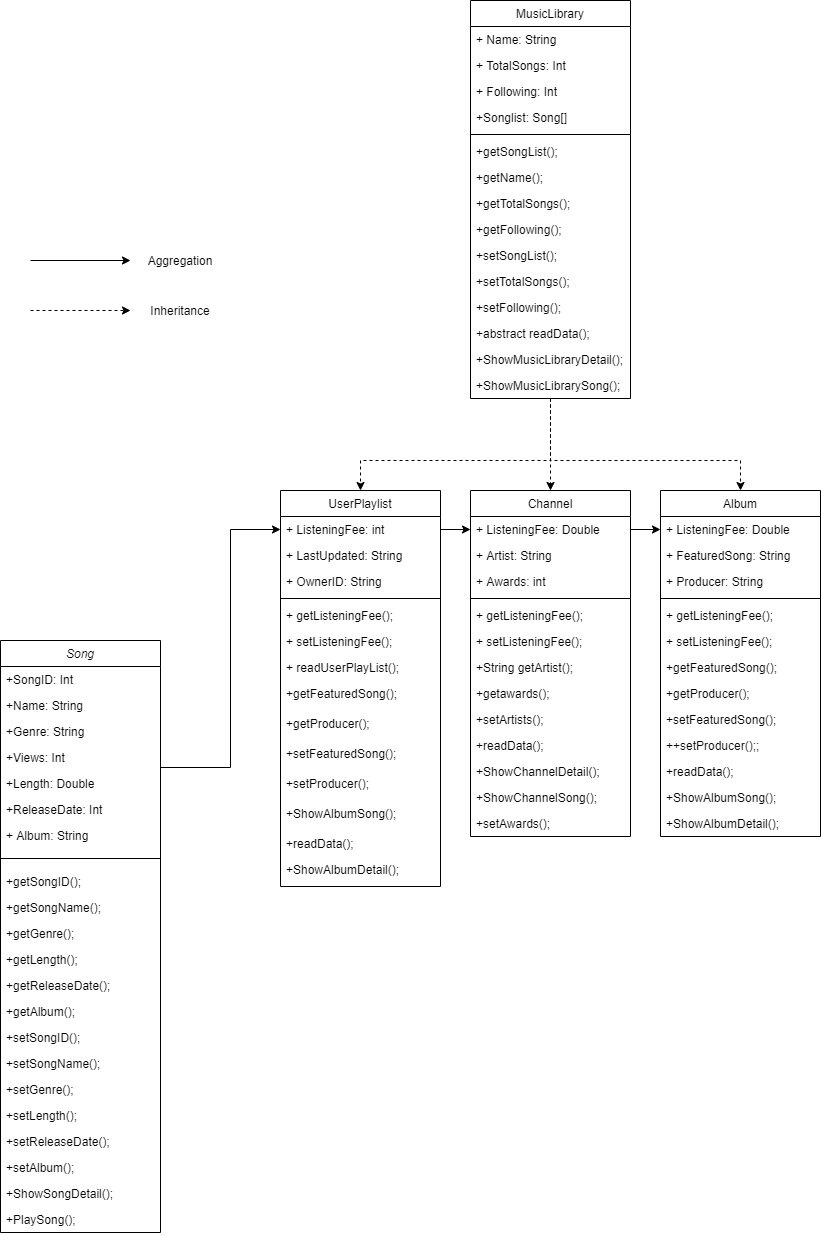 MusicLibrary
+ Name: String
+ TotalSongs: Int
+ Following: Int
+Songlist: Song[]
+getSongList();
+getName();
+getTotalSongs();
+getFollowing();
+setSongList();
+setTotalSongs();
+setFollowing();
+abstract readData();
+ShowMusicLibraryDetail();
+ShowMusicLibrarySong();
Aggregation
Inheritance
UserPlaylist
+ ListeningFee: int
+ LastUpdated: String
+ OwnerID: String
+ getListeningFee();
+ setListeningFee();
+ readUserPlayList();
+getFeaturedSong();
+getProducer();
+setFeaturedSong();
+setProducer();
+ShowAlbumSong();
+readData();
+ShowAlbumDetail();
Channel
+ ListeningFee: Double
+ Artist: String
+ Awards: int
+ getListeningFee();
+ setListeningFee();
+String getArtist();
+getawards();
+setArtists();
+readData();
+ShowChannelDetail();
+ShowChannelSong();
+setAwards();
Album
+ ListeningFee: Double
+ FeaturedSong: String
+ Producer: String
+ getListeningFee();
+ setListeningFee();
+getFeaturedSong();
+getProducer();
+setFeaturedSong();
++setProducer();;
+readData();
+ShowAlbumSong();
+ShowAlbumDetail();
Song
+SongID: Int
+Name: String
+Genre: String
+Views: Int
+Length: Double
+ReleaseDate: Int
+ Album: String
+getSongID();
+getSongName();
+getGenre();
+getLength();
+getReleaseDate();
+getAlbum();
+setSongID();
+setSongName();
+setGenre();
+setLength();
+setReleaseDate();
+setAlbum();
+ShowSongDetail();
+PlaySong();